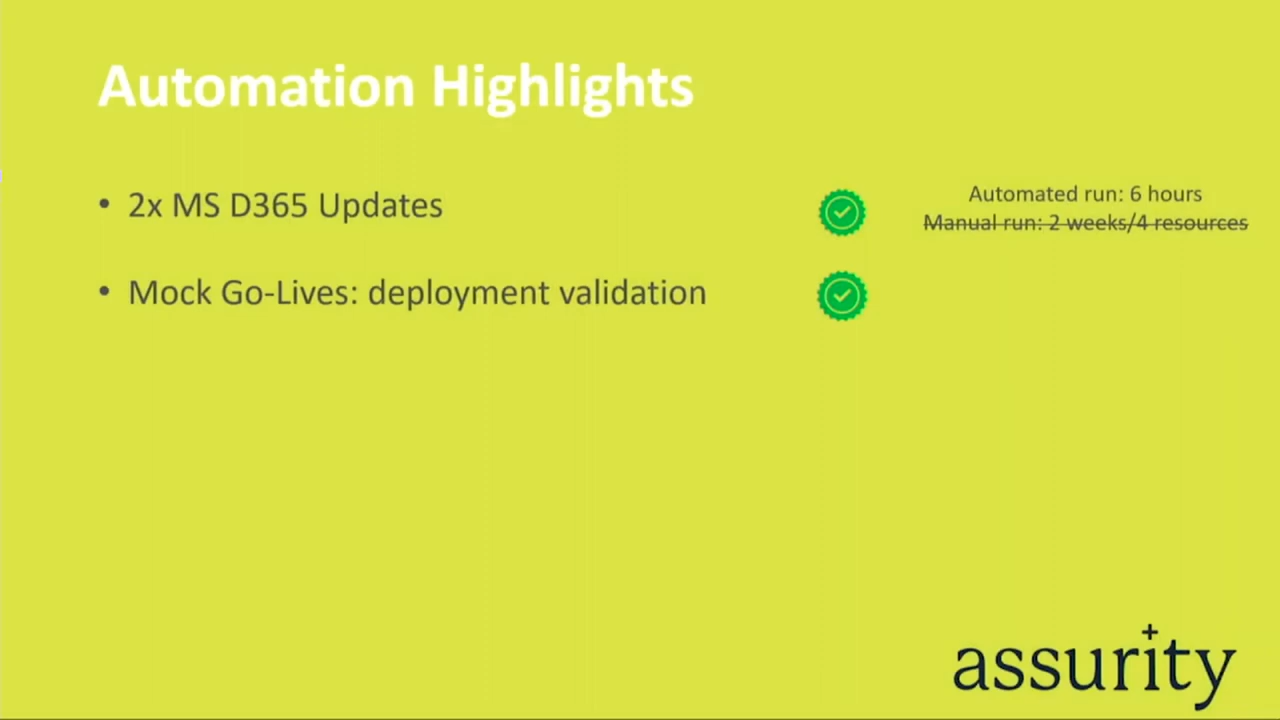 Automation Highlights
• 2x MS D365 Updates
Automated run: 6 hours
Manual run: 2 weeks/4 resources
• Mock Go-Lives: deployment validation
assurity